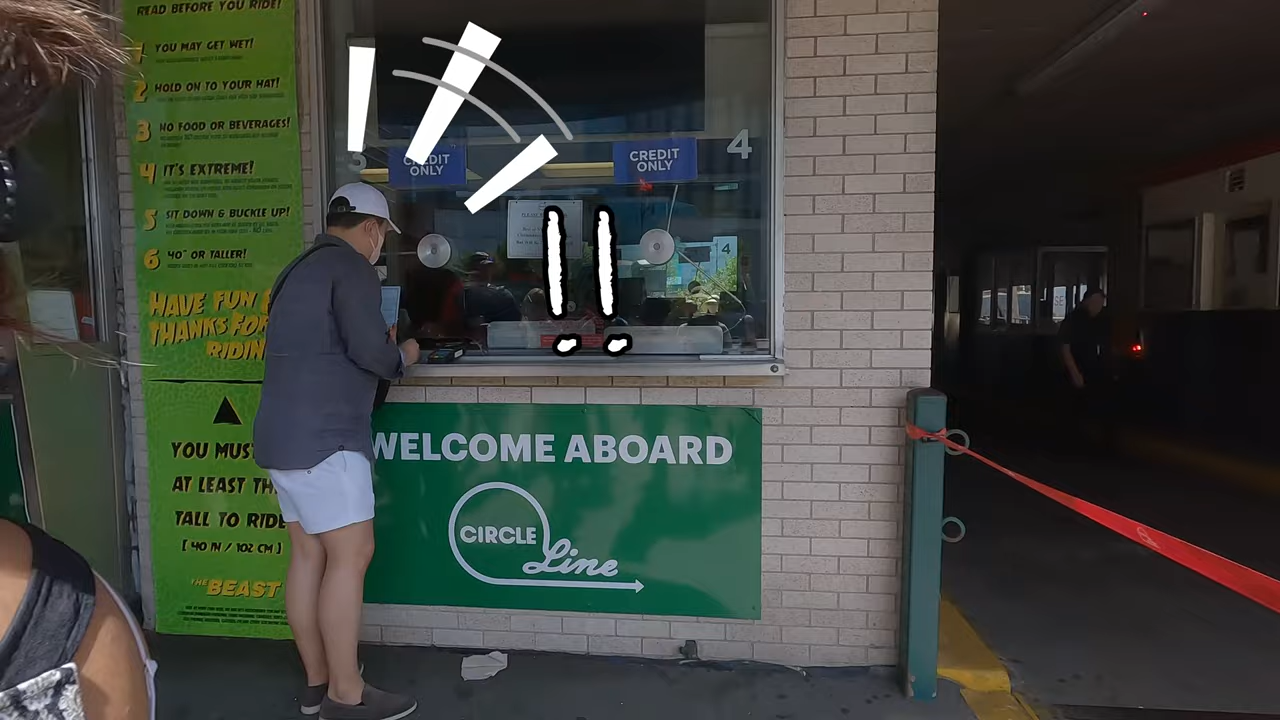 READ BEFORE YOU RIDE!
1 YOU MAY GET WET!
2 HOLD ON TO YOUR HAT!
3 NO FOOD OR BEVERAGES!
4 IT'S EXTREME!
5 SIT DOWN & BUCKLE UP!
6 40" OR TALLER!
HAVE FUN
THANKS FOR
RIDIN
YOU MUS
AT LEAST TH
TALL TO RIDE
[ 40 IN / 102 CM ]
THE BEAST
3
CREDIT
ONLY
CREDIT
ONLY
4
4
!!
WELCOME ABOARD
CIRCLE
Line
SE